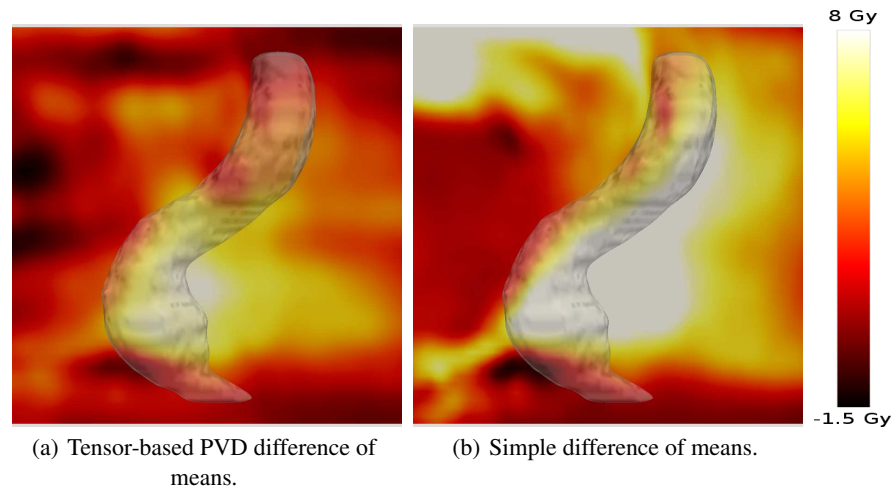 8 Gy
-1.5 Gy
(a) Tensor-based PVD difference of
means.
(b) Simple difference of means.